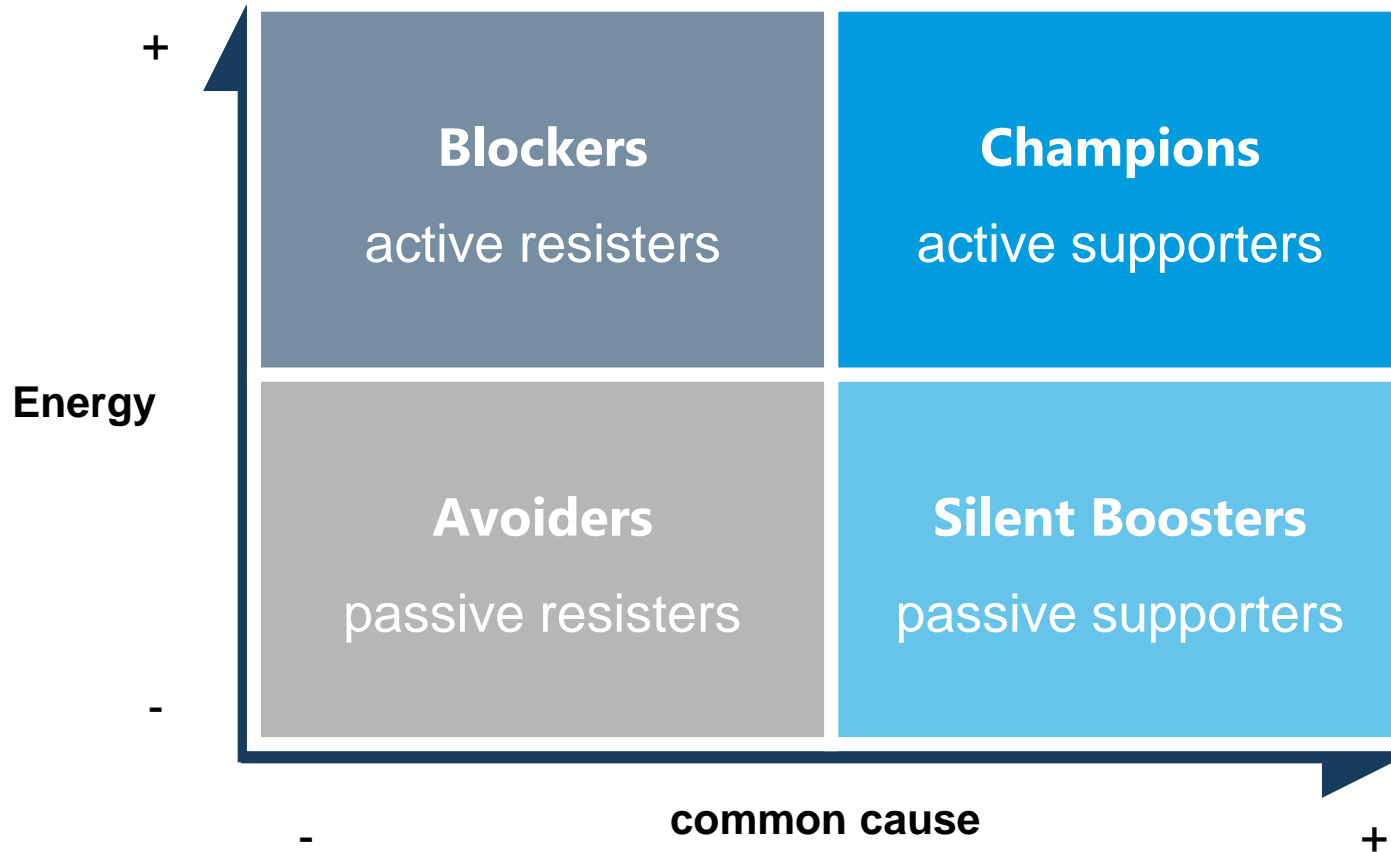 +
Blockers
active resisters
Champions
active supporters
Energy
Avoiders
passive resisters
Silent Boosters
passive supporters
-
-
common cause
+